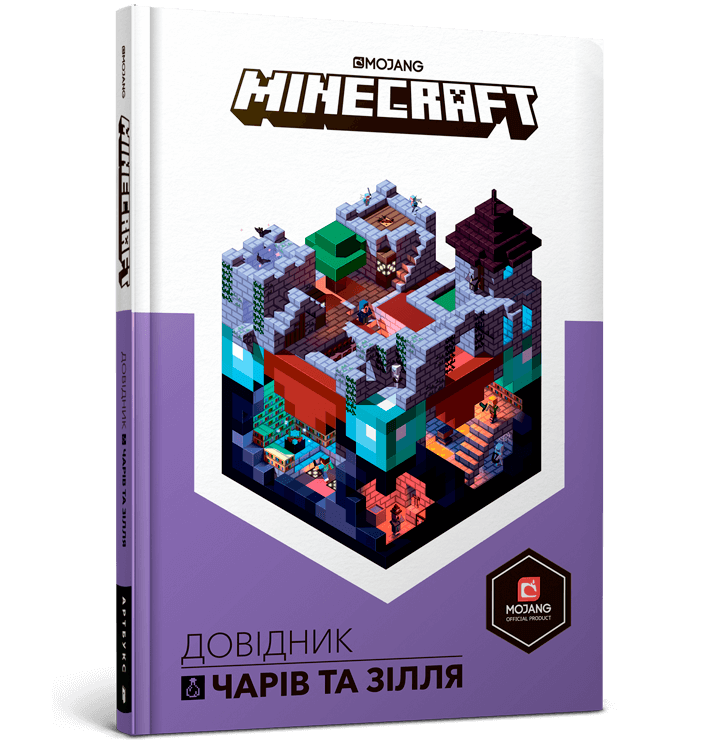 MOJANG
MINECRAFT
MOJANG
OFFICIAL PRODUCT
ДОВІДНИК
ЧАРІВ ТА ЗІЛЛЯ
MOJANG
MINECRAFT
ДОВІДНИК ЧАРІВ ТА ЗІЛЛЯ
АРТБУКС